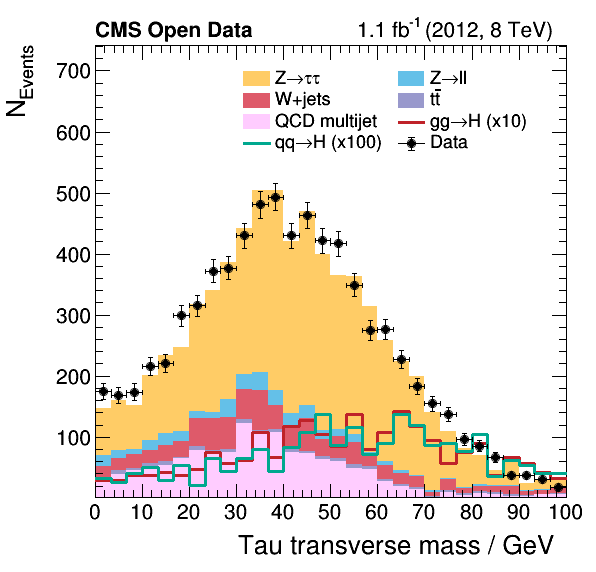 CMS Open Data 1.1 fb⁻¹ (2012, 8 TeV)
N_Events
700
600
500
400
300
200
100
Z→ττ Z→ll
W+jets tt̄
QCD multijet gg→H (x10)
qq→H (x100) Data
0 10 20 30 40 50 60 70 80 90 100
Tau transverse mass / GeV